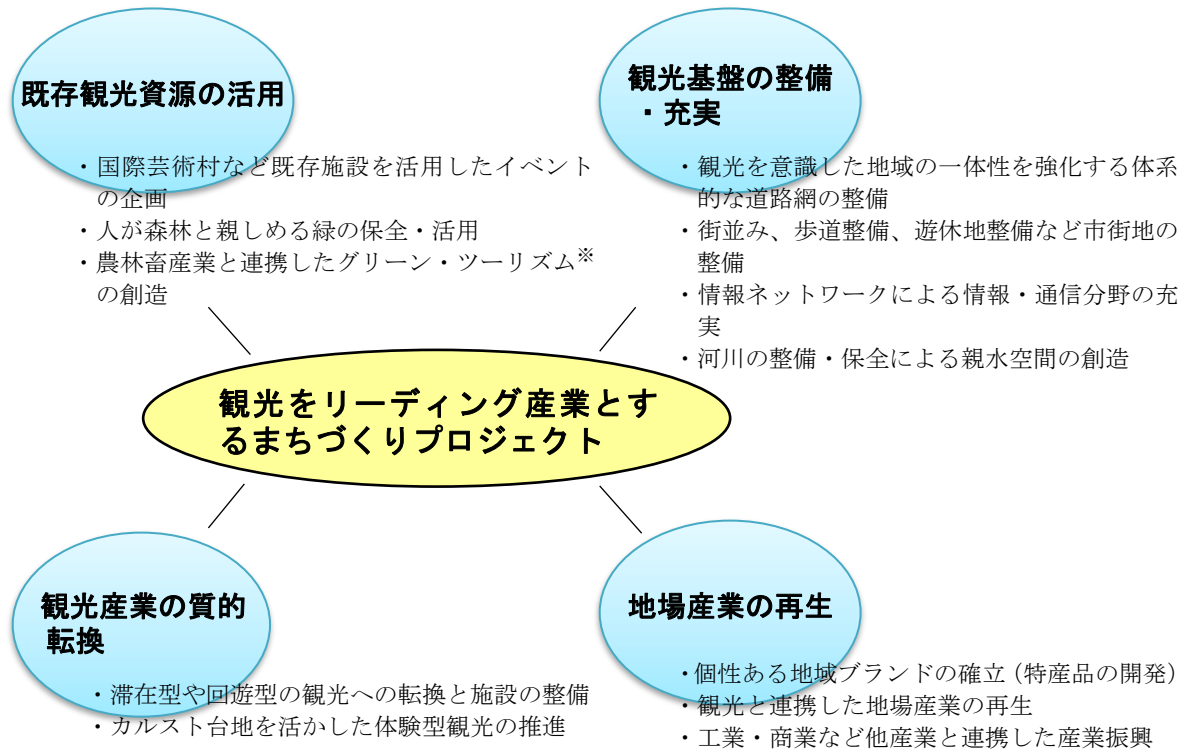 既存観光資源の活用
・国際芸術村など既存施設を活用したイベント
の企画
・人が森林と親しめる緑の保全・活用
・農林畜産業と連携したグリーン・ツーリズム※
の創造
観光基盤の整備
・充実
・観光を意識した地域の一体性を強化する体系
的な道路網の整備
・街並み、歩道整備、遊休地整備など市街地の
整備
・情報ネットワークによる情報・通信分野の充
実
・河川の整備・保全による親水空間の創造
観光をリーディング産業とす
るまちづくりプロジェクト
観光産業の質的
転換
・滞在型や回遊型の観光への転換と施設の整備
・カルスト台地を活かした体験型観光の推進
地場産業の再生
・個性ある地域ブランドの確立（特産品の開発）
・観光と連携した地場産業の再生
・工業・商業など他産業と連携した産業振興